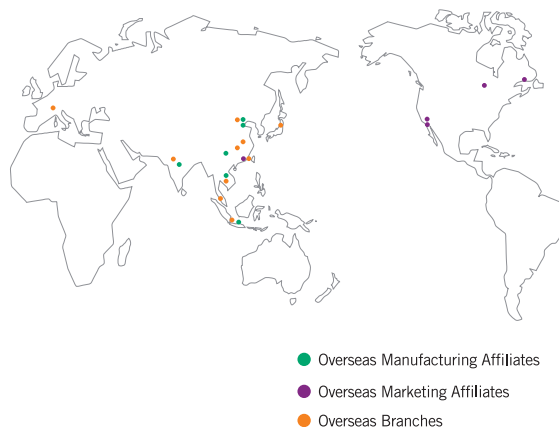 Overseas Manufacturing Affiliates
Overseas Marketing Affiliates
Overseas Branches